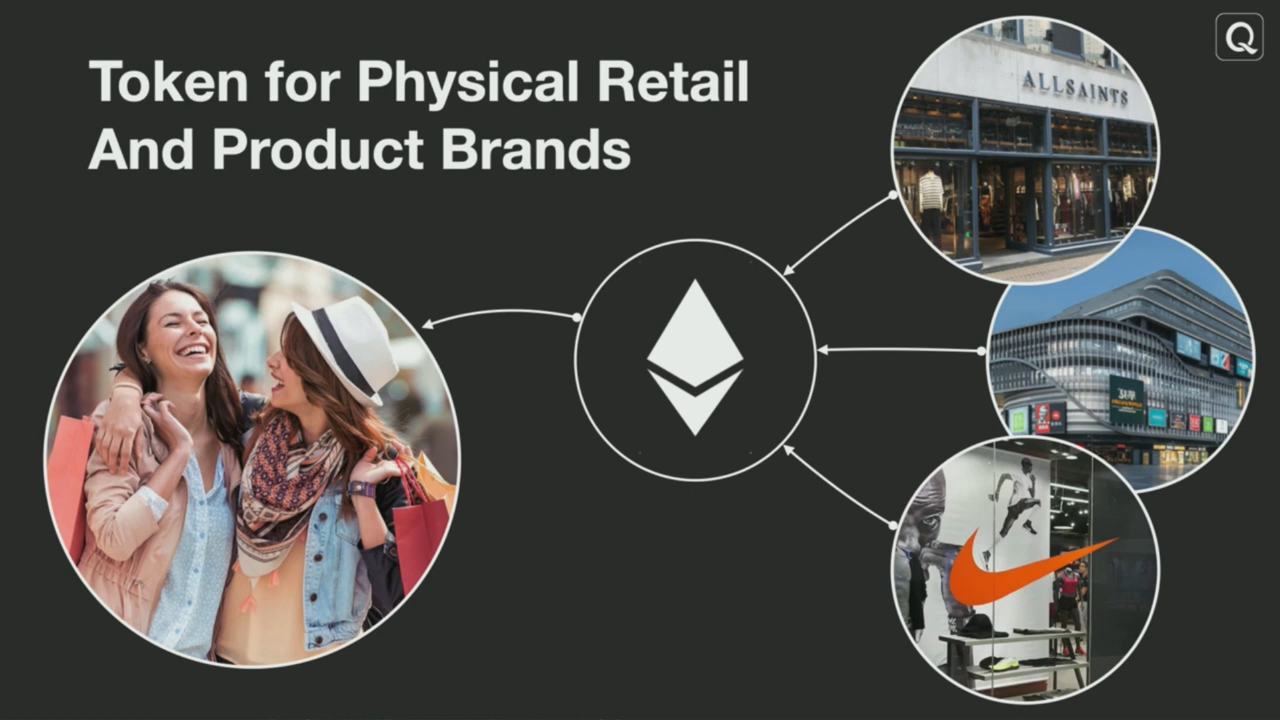 Token for Physical Retail
And Product Brands
Q
ALLSAINTS